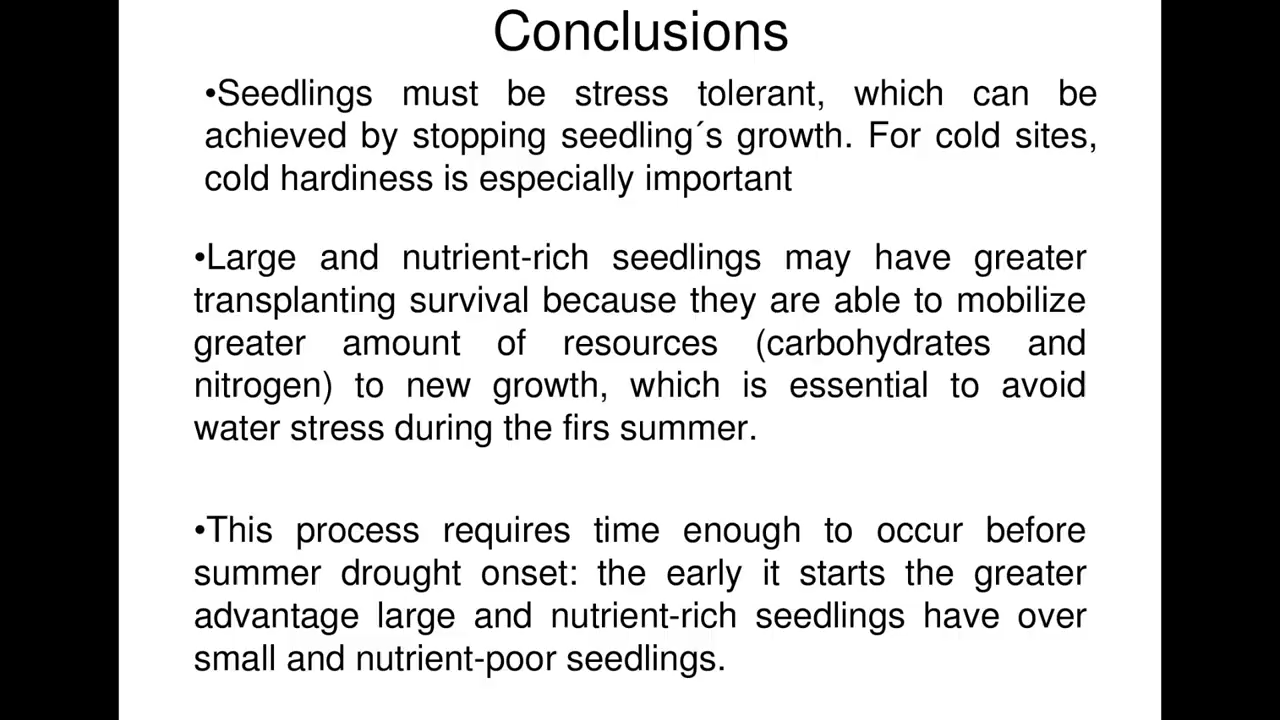 Conclusions
•Seedlings must be stress tolerant, which can be
achieved by stopping seedling´s growth. For cold sites,
cold hardiness is especially important
•Large and nutrient-rich seedlings may have greater
transplanting survival because they are able to mobilize
greater amount of resources (carbohydrates and
nitrogen) to new growth, which is essential to avoid
water stress during the firs summer.
•This process requires time enough to occur before
summer drought onset: the early it starts the greater
advantage large and nutrient-rich seedlings have over
small and nutrient-poor seedlings.